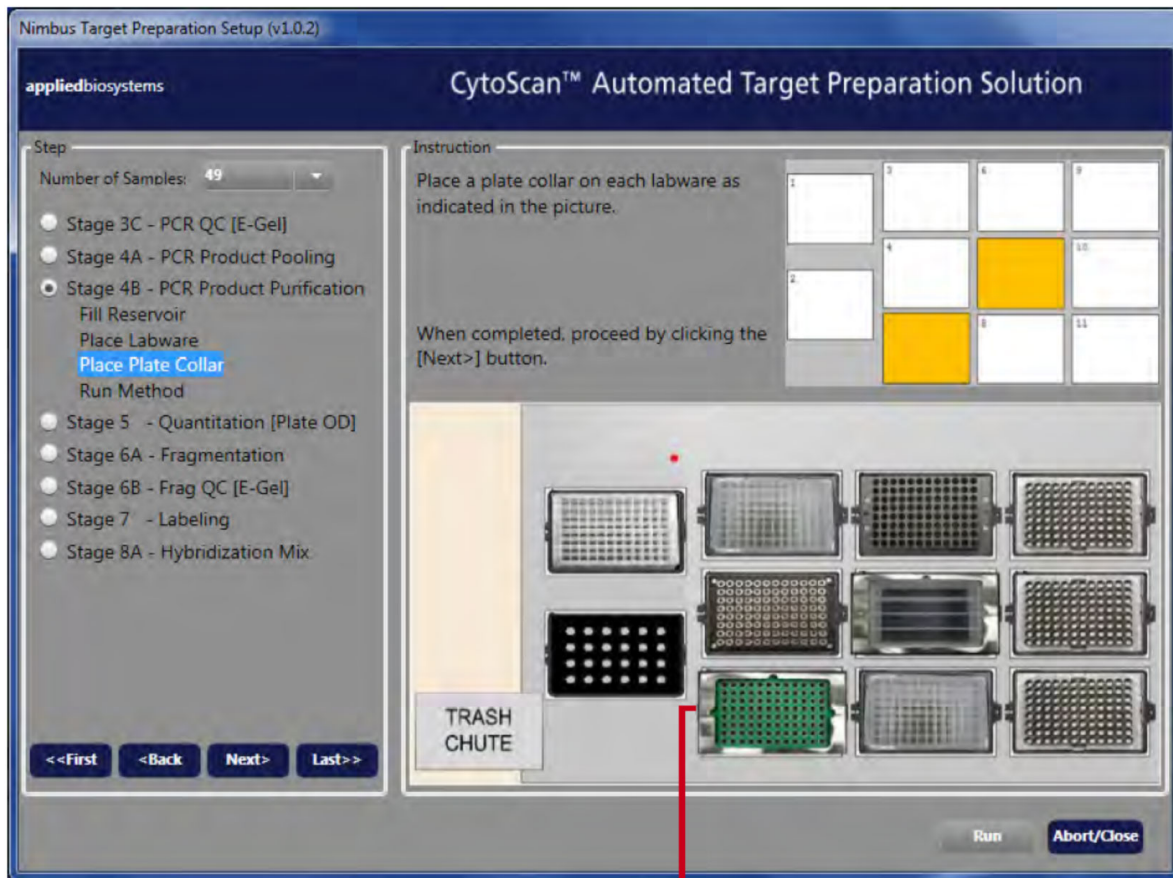 Nimbus Target Preparation Setup (v1.0.2)
appliedbiosystems
CytoScan™ Automated Target Preparation Solution
Step
Number of Samples: 49
Stage 3C - PCR QC [E-Gel]
Stage 4A - PCR Product Pooling
Stage 4B - PCR Product Purification
Fill Reservoir
Place Labware
Place Plate Collar
Run Method
Stage 5 - Quantitation [Plate OD]
Stage 6A - Fragmentation
Stage 6B - Frag QC [E-Gel]
Stage 7 - Labeling
Stage 8A - Hybridization Mix
<<First <Back Next> Last>>
Instruction
Place a plate collar on each labware as
indicated in the picture.
When completed, proceed by clicking the
[Next>] button.
1 3 6 9
2 4 10
8 11
TRASH
CHUTE
Run Abort/Close